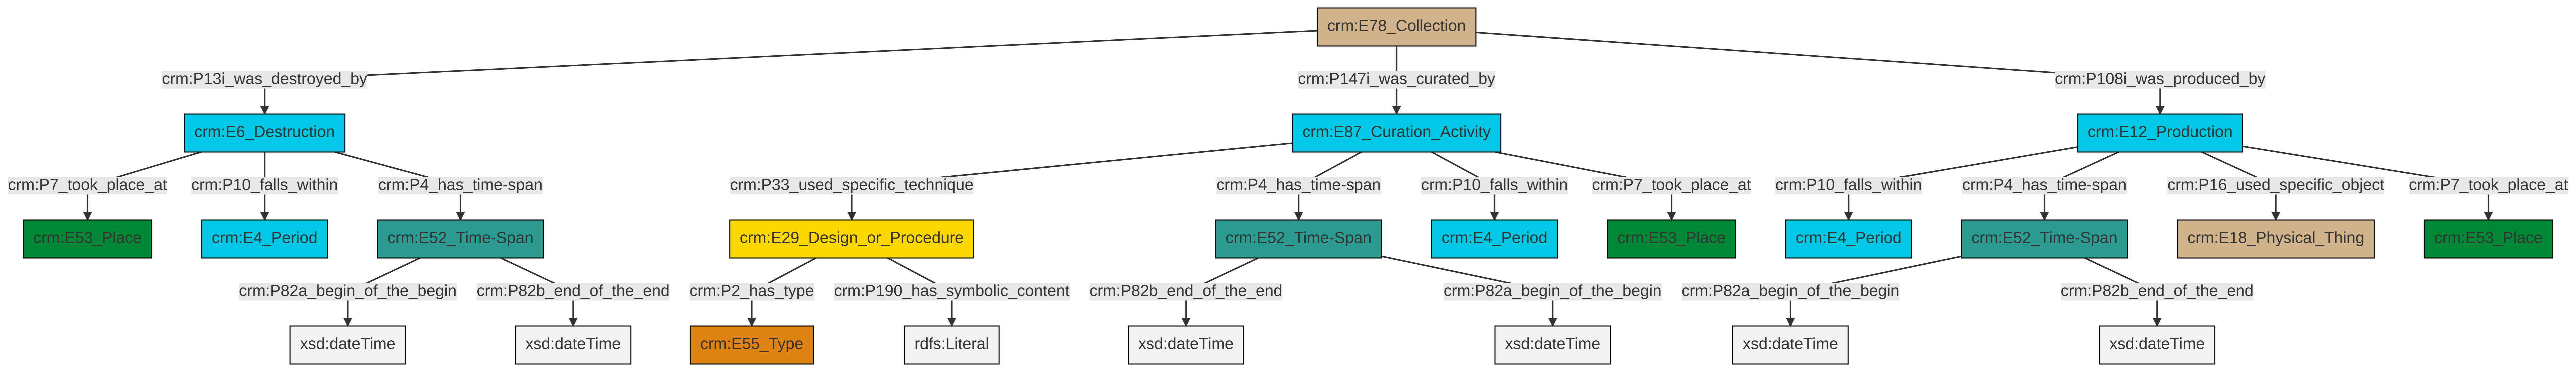 crm:E78_Collection
crm:P13i_was_destroyed_by
crm:P147i_was_curated_by
crm:P108i_was_produced_by
crm:E6_Destruction
crm:E87_Curation_Activity
crm:E12_Production
crm:P7_took_place_at
crm:P10_falls_within
crm:P4_has_time-span
crm:P33_used_specific_technique
crm:P4_has_time-span
crm:P10_falls_within
crm:P7_took_place_at
crm:P10_falls_within
crm:P4_has_time-span
crm:P16_used_specific_object
crm:P7_took_place_at
crm:E53_Place
crm:E4_Period
crm:E52_Time-Span
crm:E29_Design_or_Procedure
crm:E52_Time-Span
crm:E4_Period
crm:E53_Place
crm:E4_Period
crm:E52_Time-Span
crm:E18_Physical_Thing
crm:E53_Place
crm:P82a_begin_of_the_begin
crm:P82b_end_of_the_end
crm:P2_has_type
crm:P190_has_symbolic_content
crm:P82b_end_of_the_end
crm:P82a_begin_of_the_begin
crm:P82a_begin_of_the_begin
crm:P82b_end_of_the_end
xsd:dateTime
xsd:dateTime
crm:E55_Type
rdfs:Literal
xsd:dateTime
xsd:dateTime
xsd:dateTime
xsd:dateTime